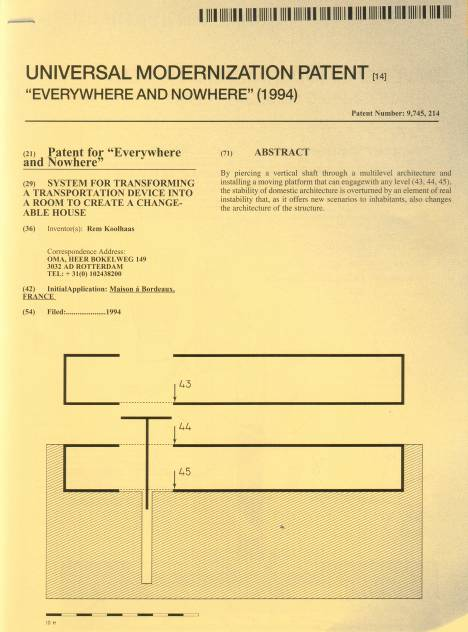 UNIVERSAL MODERNIZATION PATENT [14]
“EVERYWHERE AND NOWHERE” (1994)
Patent Number: 9,745, 214
(21) Patent for “Everywhere
and Nowhere”
(29) SYSTEM FOR TRANSFORMING
A TRANSPORTATION DEVICE INTO
A ROOM TO CREATE A CHANGE-
ABLE HOUSE
(36) Inventor(s): Rem Koolhaas
Correspondence Address:
OMA, HEER BOKELWEG 149
3032 AD ROTTERDAM
TEL: + 31(0) 102438200
(42) InitialApplication: Maison á Bordeaux,
FRANCE
(54) Filed:.....................1994
(71) ABSTRACT
By piercing a vertical shaft through a multilevel architecture and
installing a moving platform that can engagewith any level (43, 44, 45),
the stability of domestic architecture is overturned by an element of real
instability that, as it offers new scenarios to inhabitants, also changes
the architecture of the structure.
43
44
45
10 M